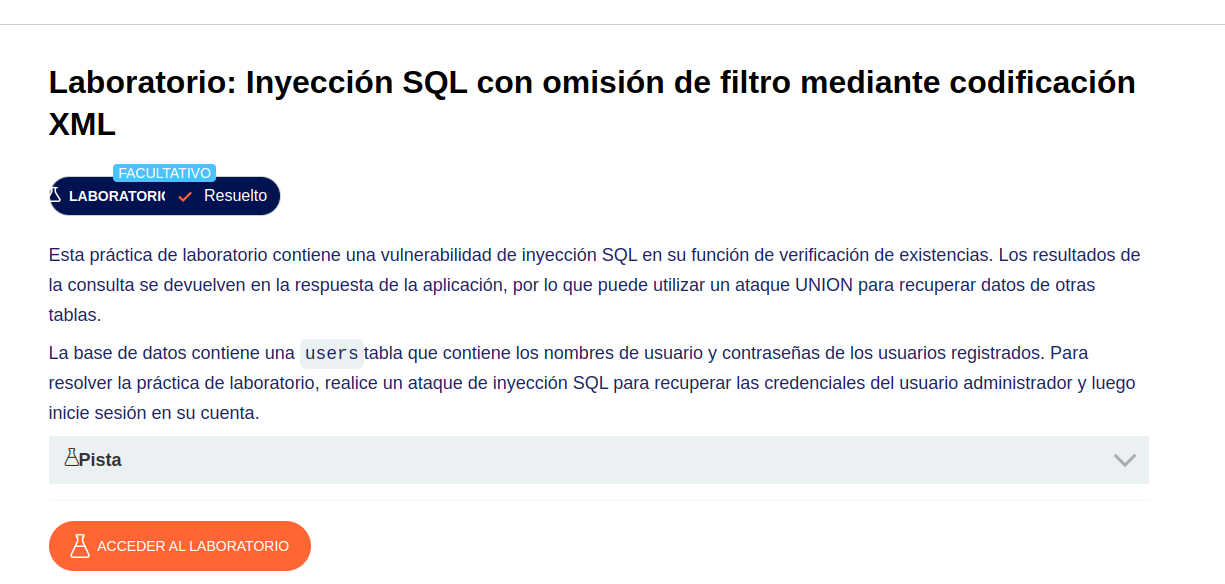 Laboratorio: Inyección SQL con omisión de filtro mediante codificación
XML
FACULTATIVO
LABORATORIO Resuelto
Esta práctica de laboratorio contiene una vulnerabilidad de inyección SQL en su función de verificación de existencias. Los resultados de
la consulta se devuelven en la respuesta de la aplicación, por lo que puede utilizar un ataque UNION para recuperar datos de otras
tablas.
La base de datos contiene una users tabla que contiene los nombres de usuario y contraseñas de los usuarios registrados. Para
resolver la práctica de laboratorio, realice un ataque de inyección SQL para recuperar las credenciales del usuario administrador y luego
inicie sesión en su cuenta.
Pista
ACCEDER AL LABORATORIO